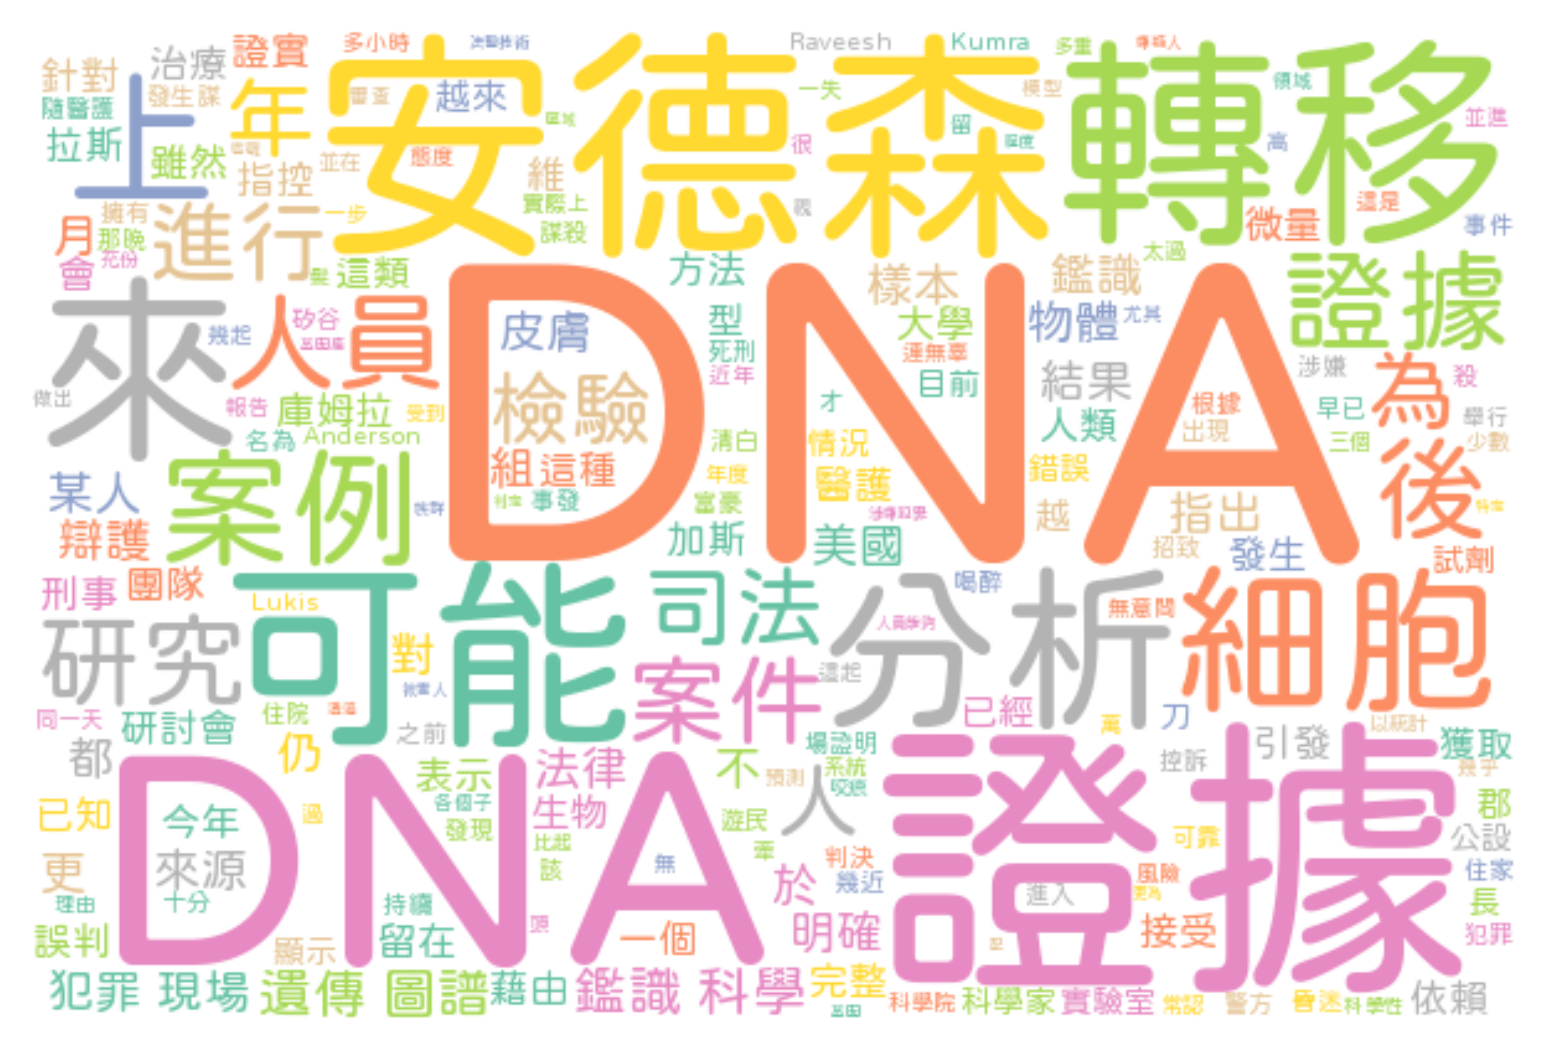 多小時
Raveesh
Kumra
多重
針對
治療
證實
隨醫護
發生謀
年
審查
越來
安德森
一失
模型
轉移
領域
並進
拉斯
上
雖然
指控
並在
態度
維
很
留
高
擁有
那晚
月
充份
會
進行
一步
實際上
謀殺
微量
這是
事件
這類
方法
樣本
鑑識
太過
證據
來
幾起
人員
矽谷
皮膚
DNA
型
死刑
近年
大學
目前
物體
尤其
結果
涉嫌
為
殺
做出
報告
庫姆拉
受到
名為
Anderson
檢驗
清白
才
情況
人類
根據
出現
早已
三個
舉行
少數
某人
案例
組
這種
事發
年度
富豪
醫護
錯誤
後
辯護
加斯
美國
越
指出
招致
發生
試劑
刑事
團隊
Lukis
可能
司法
喝醉
分析
無意間
細胞
研究
對
案件
這起
已經
刀
同一天
研討會
住院
之前
萬
以統計
都
仍
表示
法律
不
預測
場證明
系統
人
控訴
引發
獲取
幾乎
已知
DNA
證據
今年
各個子
發現
生物
比起
遊民
可靠
郡
公設
更
來源
該
無
於
判決
幾近
風險
進入
住家
理由
十分
持續
長
誤判
顯示
留在
一個
明確
接受
犯罪
犯罪
現場
遺傳
圖譜
藉由
鑑識
科學
完整
科學院
科學家
實驗室
常認
警方
昏迷
科學性
依賴